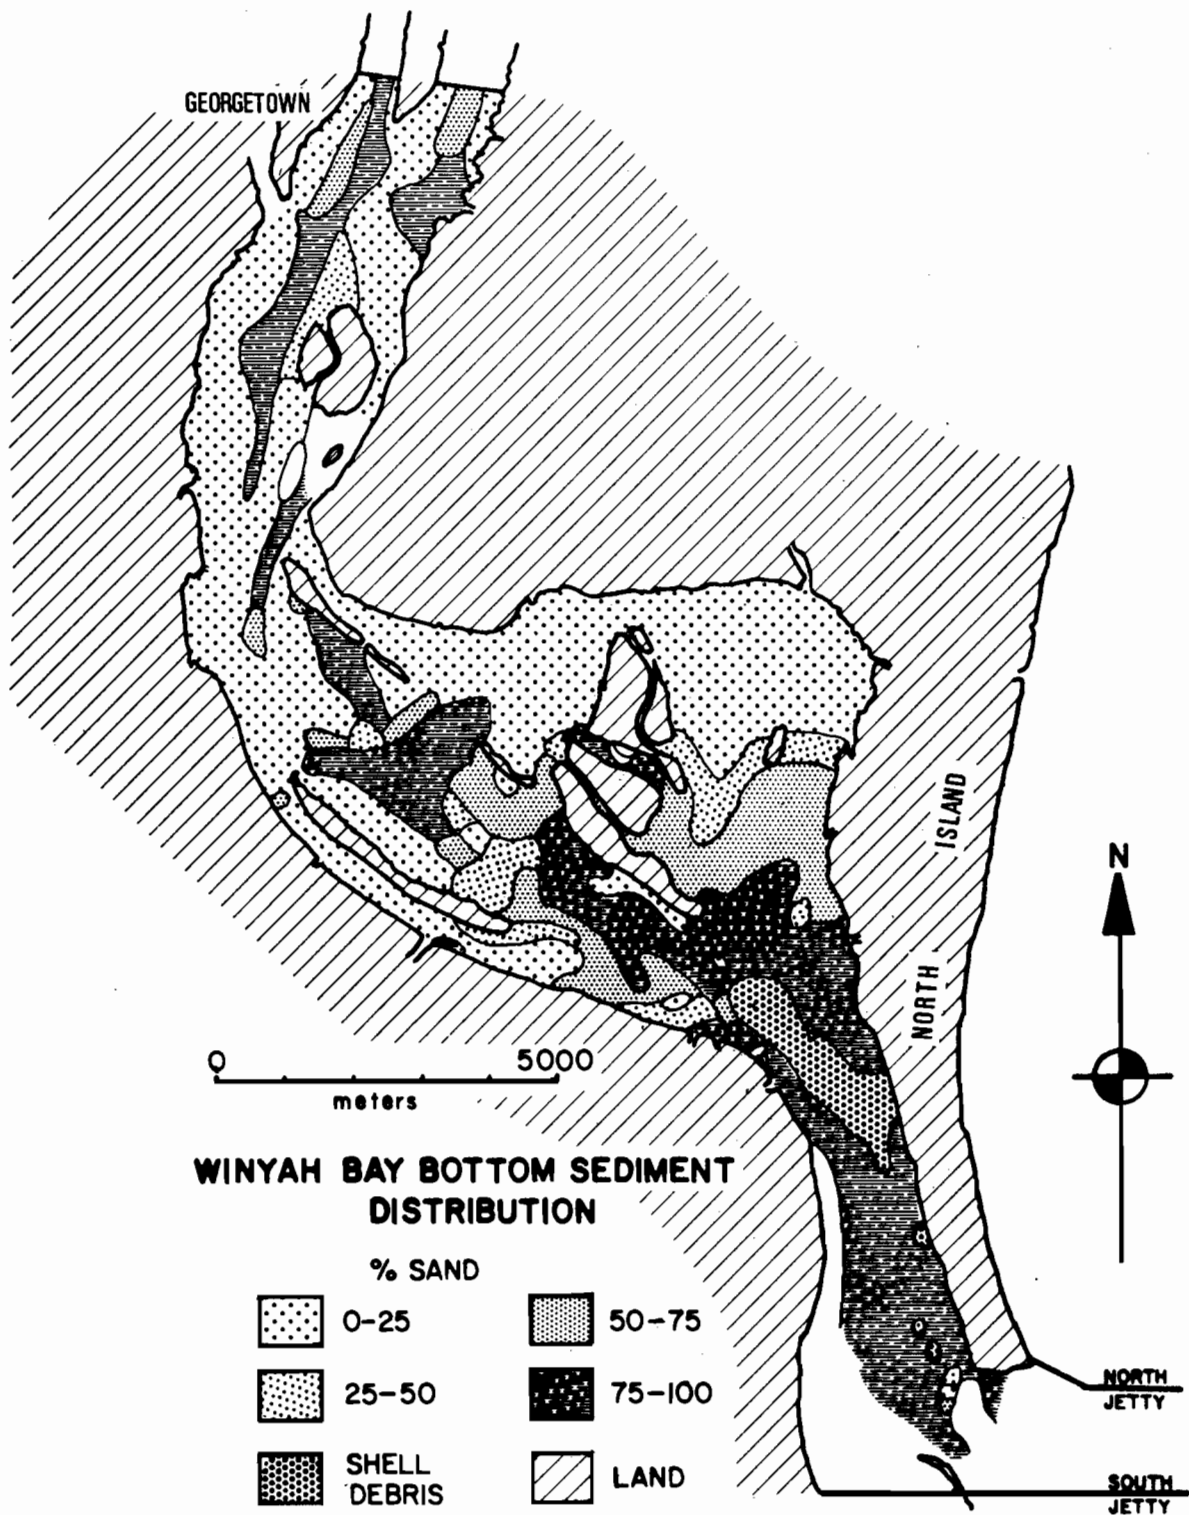 GEORGETOWN
ISLAND
NORTH
N
0 5000
meters
WINYAH BAY BOTTOM SEDIMENT
DISTRIBUTION
% SAND
0-25
50-75
25-50
75-100
SHELL
DEBRIS
LAND
NORTH
JETTY
SOUTH
JETTY